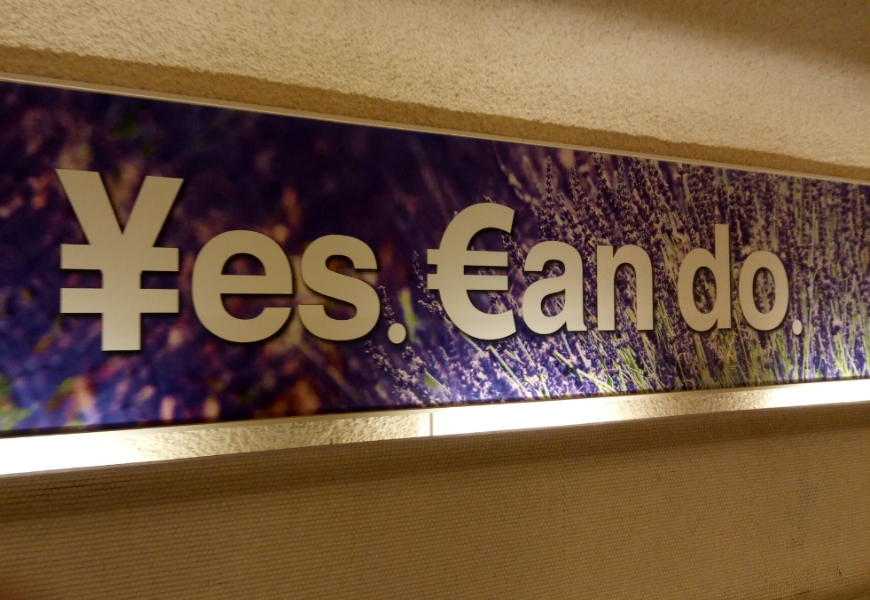 ¥es. €an do.